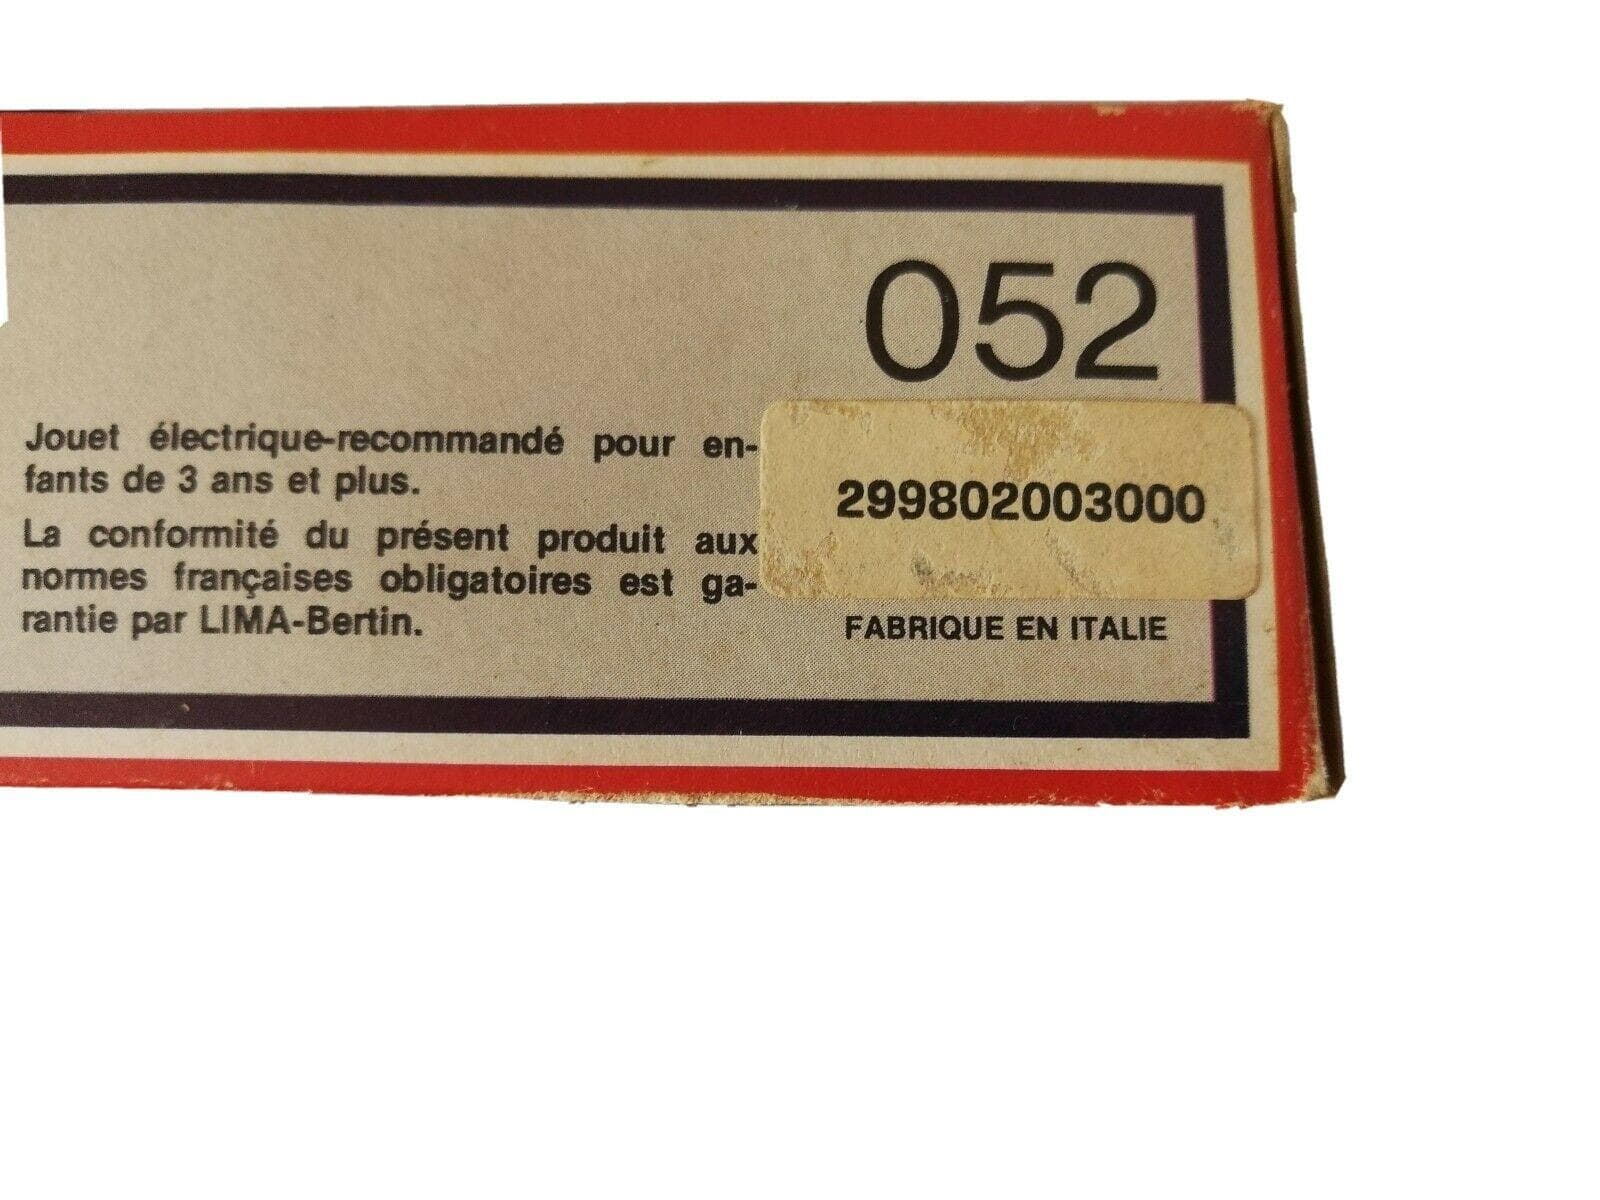 052
Jouet électrique-recommandé pour en-
fants de 3 ans et plus.
La conformité du présent produit aux
normes françaises obligatoires est ga-
rantie par LIMA-Bertin.
299802003000
FABRIQUE EN ITALIE